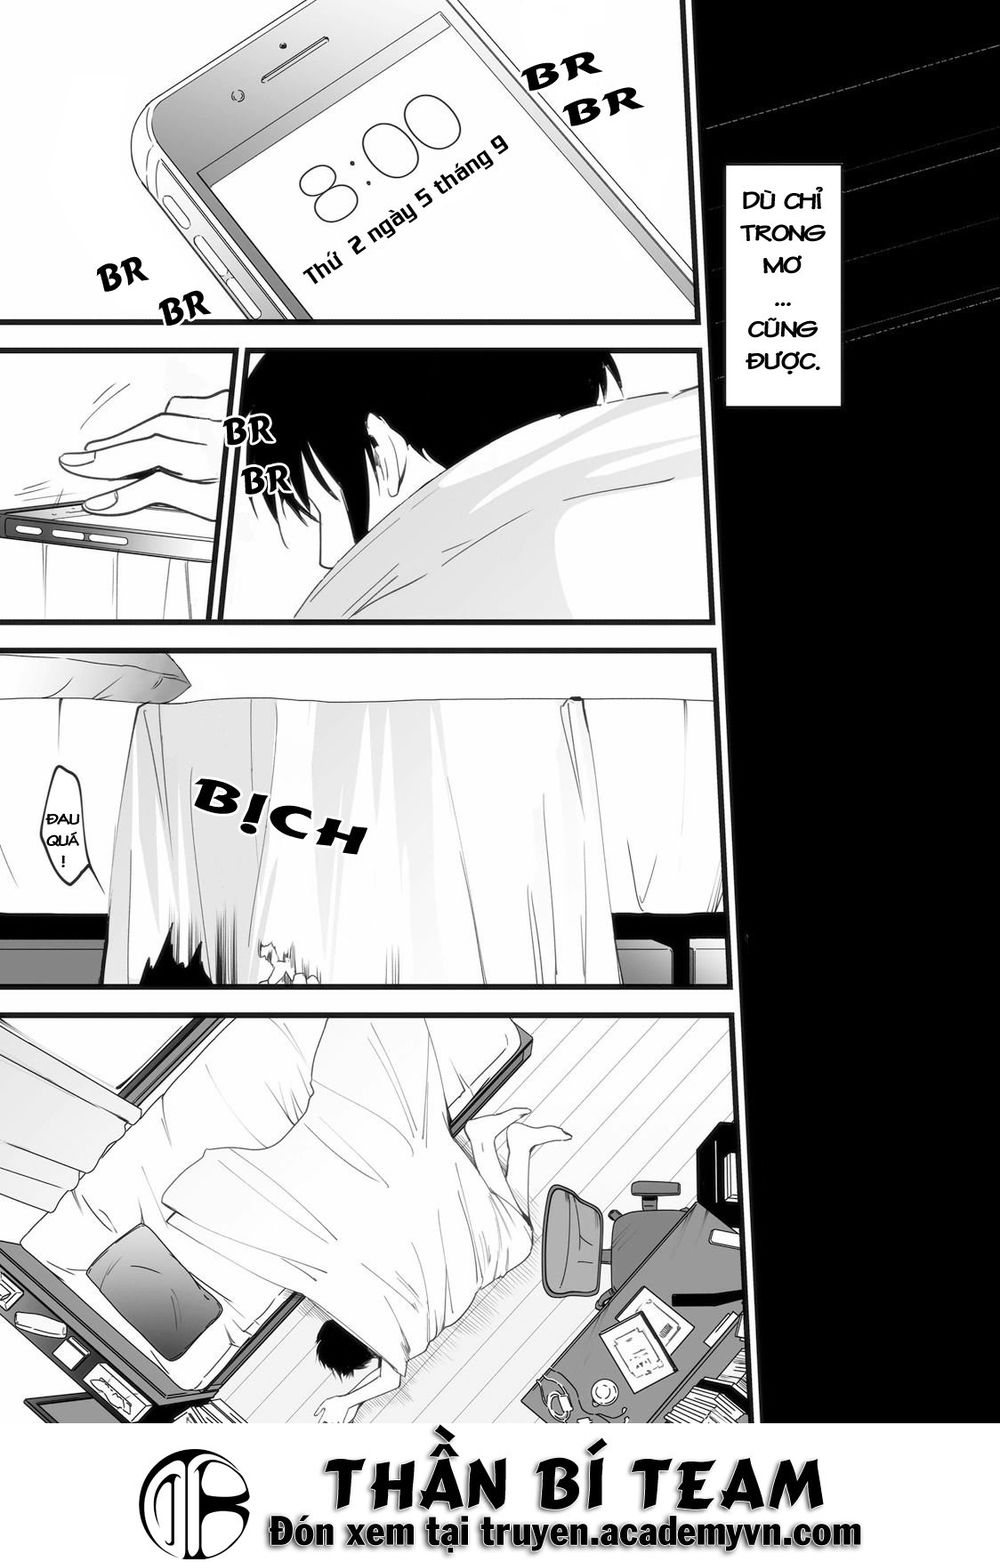 DÙ CHỈ
TRONG
MƠ
...
CŨNG
ĐƯỢC.
BR
BR
8:00
Thứ 2 ngày 5 tháng 9
BR
BR
BR
BR
BỊCH
ĐAU
QUÁ
!
THẦN BÍ TEAM
Đón xem tại truyen.academyvn.com